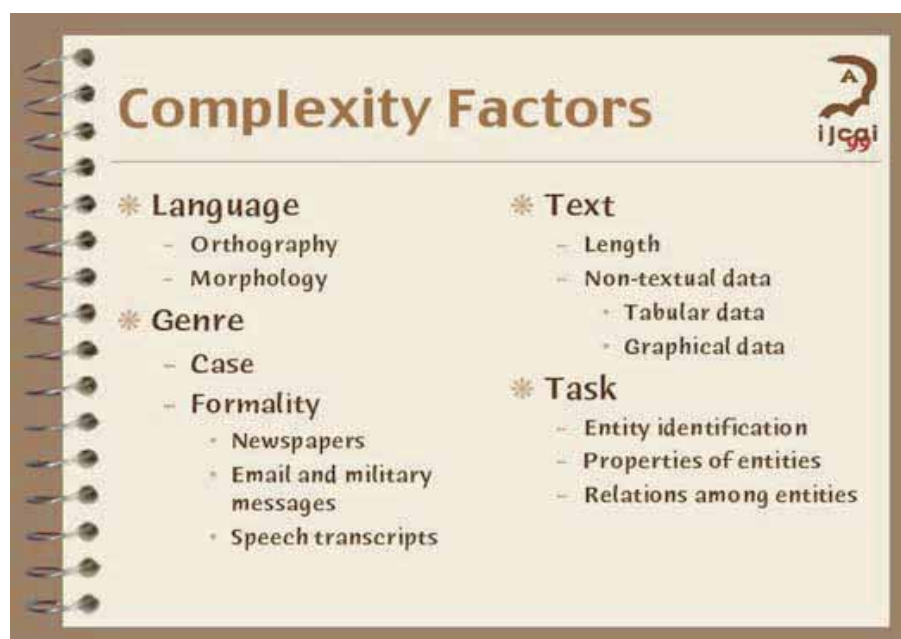 Complexity Factors
A
ijcai
99
Language
– Orthography
– Morphology
Genre
– Case
– Formality
• Newspapers
• Email and military
messages
• Speech transcripts
Text
– Length
– Non-textual data
• Tabular data
• Graphical data
Task
– Entity identification
– Properties of entities
– Relations among entities